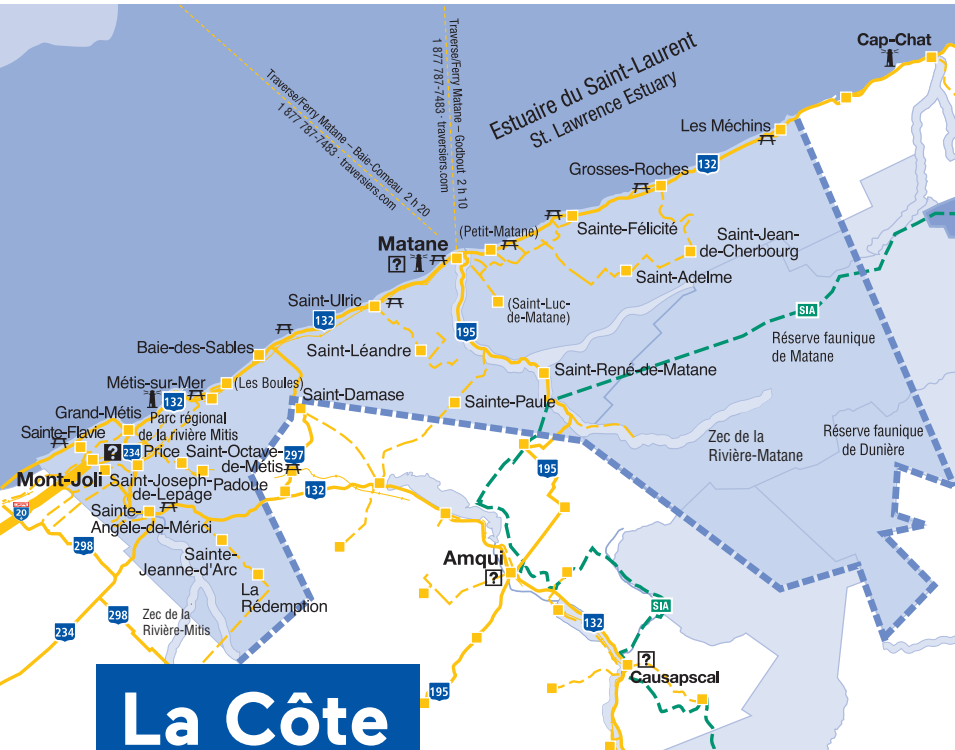 Cap-Chat
Estuaire du Saint-Laurent
St. Lawrence Estuary
Traverse/Ferry Matane – Baie-Comeau 2 h 20
1 877 787-7483 · traversiers.com
Traverse/Ferry Matane – Godbout 2 h 10
1 877 787-7483 · traversiers.com
Les Méchins
132
Grosses-Roches
Sainte-Félicité
Saint-Jean-
de-Cherbourg
(Petit-Matane)
Matane
?
Saint-Adelme
Saint-Ulric
(Saint-Luc-
de-Matane)
132
195
SIA
Réserve faunique
de Matane
Baie-des-Sables
Saint-Léandre
Saint-René-de-Matane
Métis-sur-Mer
(Les Boules)
132
Saint-Damase
Sainte-Paule
Grand-Métis
Parc régional
de la rivière Mitis
Sainte-Flavie
?
234
Price
Saint-Octave-
de-Métis
297
Zec de la
Rivière-Matane
Réserve faunique
de Dunière
Mont-Joli
Saint-Joseph-
de-Lepage
Padoue
132
195
20
Sainte-
Angèle-de-Mérici
298
Sainte-
Jeanne-d'Arc
Amqui
?
La
Rédemption
298
Zec de la
Rivière-Mitis
234
132
SIA
?
Causapscal
195
La Côte